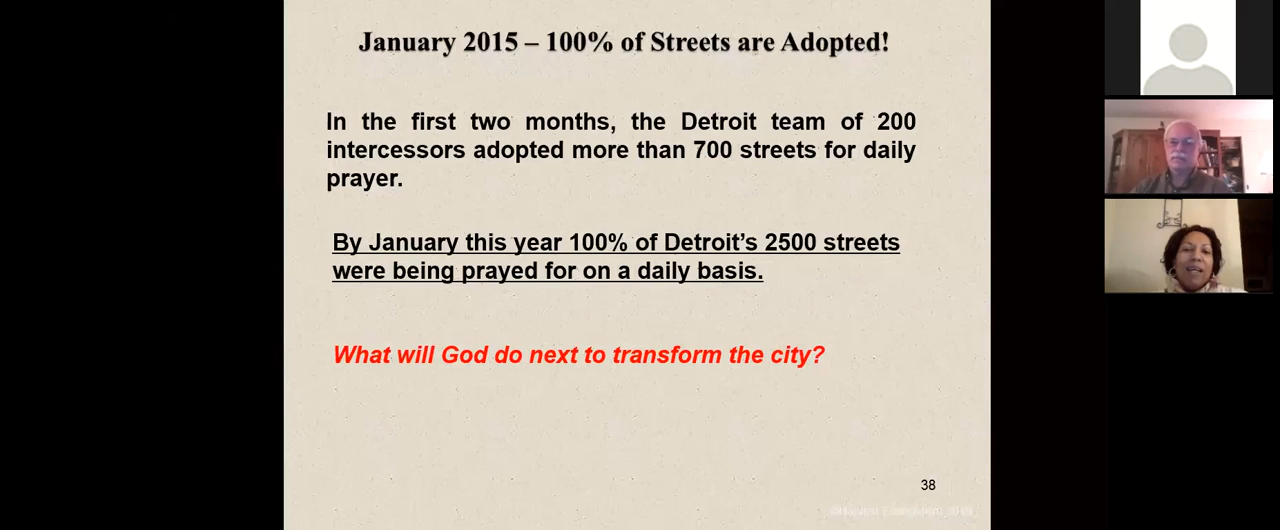 January 2015 – 100% of Streets are Adopted!
In the first two months, the Detroit team of 200
intercessors adopted more than 700 streets for daily
prayer.
By January this year 100% of Detroit’s 2500 streets
were being prayed for on a daily basis.
What will God do next to transform the city?
38